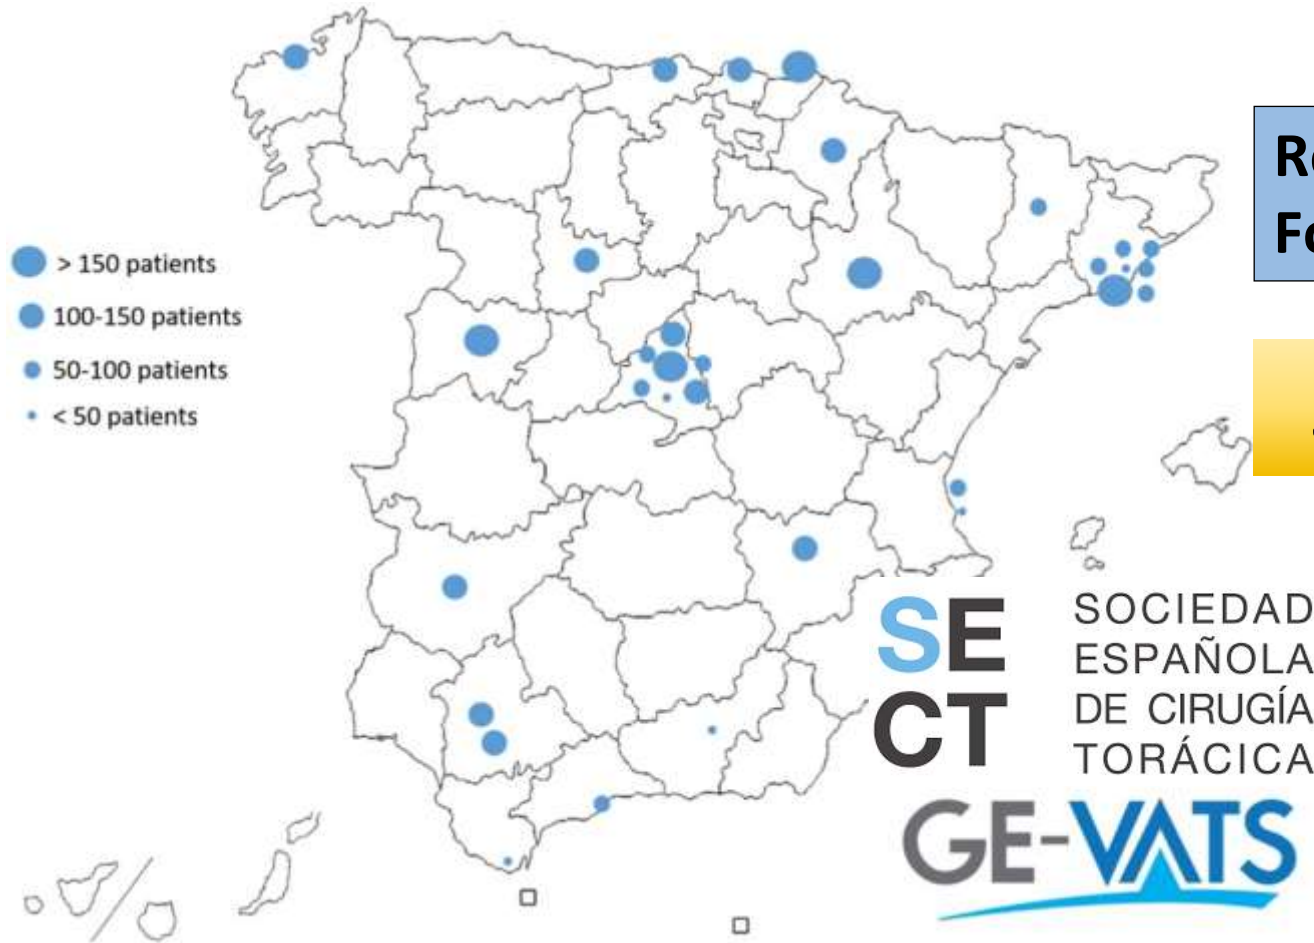 > 150 patients
100-150 patients
50-100 patients
< 50 patients
SE
CT
SOCIEDAD
ESPAÑOLA
DE CIRUGÍA
TORÁCICA
GE-VATS